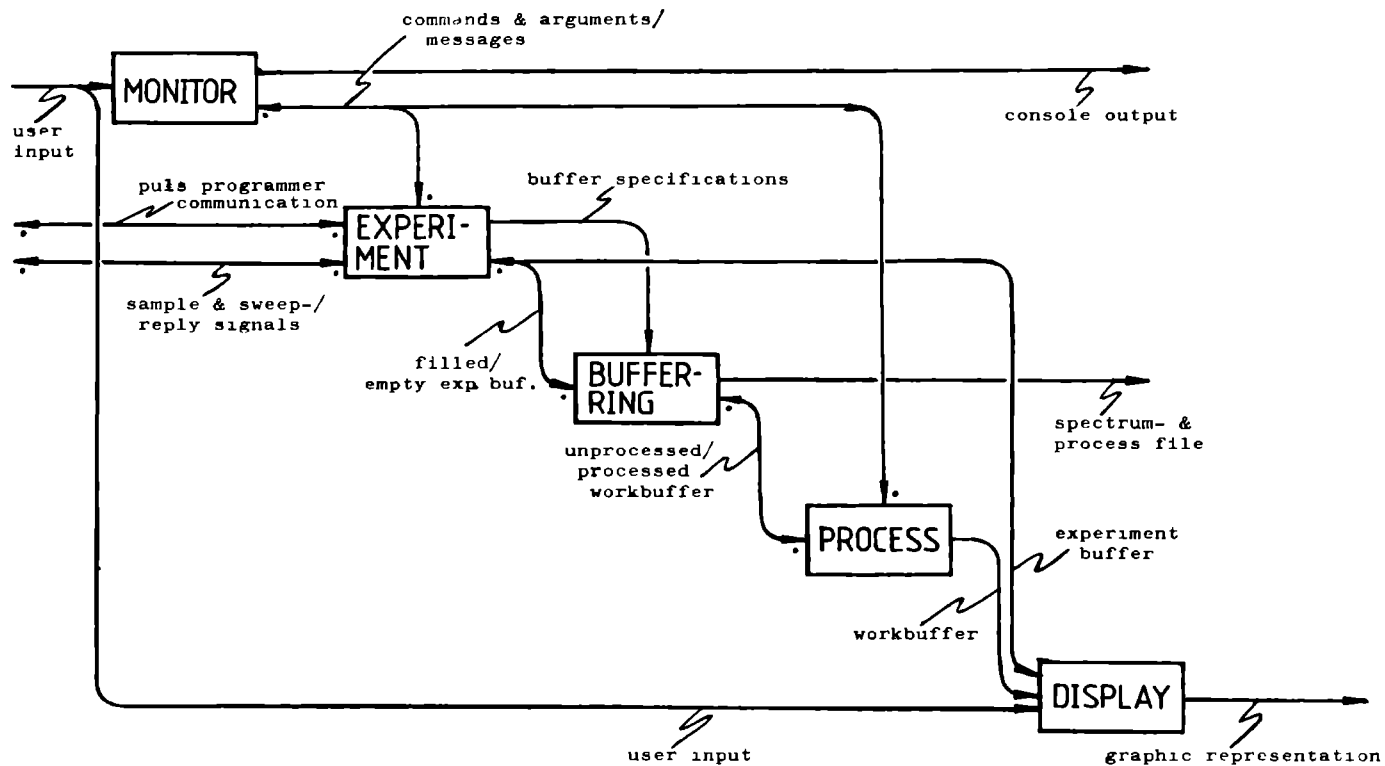 commands & arguments/
messages
MONITOR
user
input
console output
puls programmer
communication
buffer specifications
EXPERI-
MENT
sample & sweep-/
reply signals
filled/
empty exp. buf.
BUFFER-
RING
spectrum- &
process file
unprocessed/
processed
workbuffer
PROCESS
experiment
buffer
workbuffer
DISPLAY
user input
graphic representation